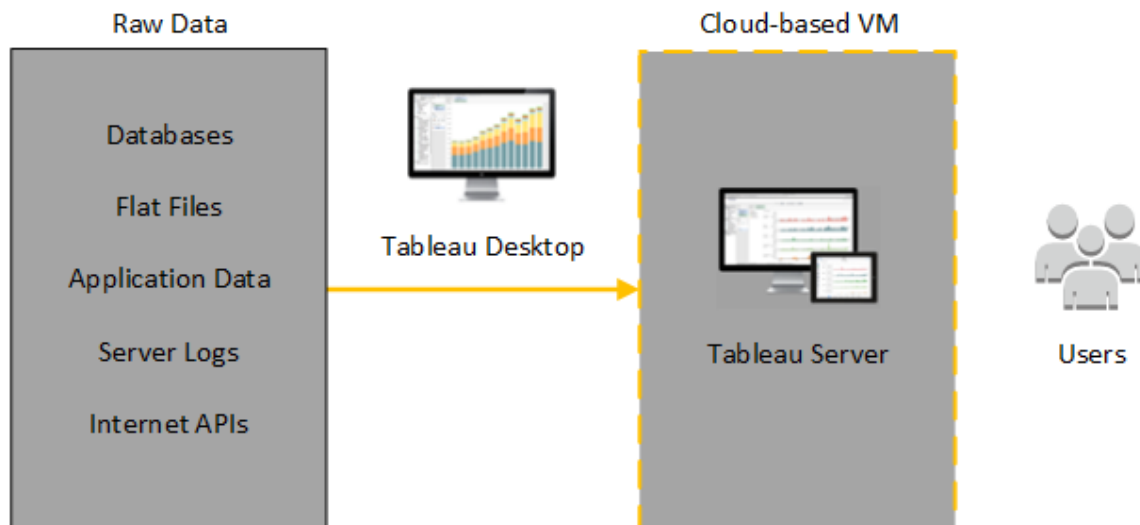 Raw Data
Databases
Flat Files
Application Data
Server Logs
Internet APIs
Tableau Desktop
Cloud-based VM
Tableau Server
Users